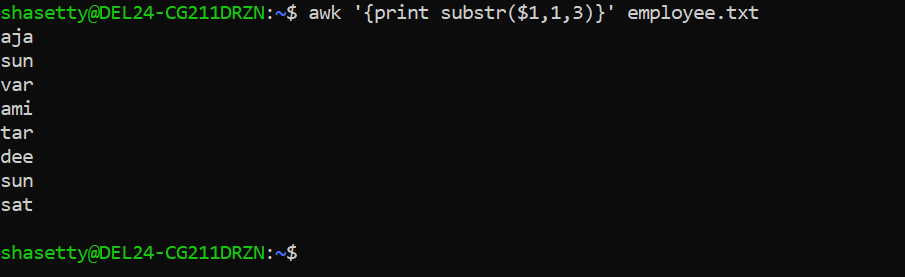 shasetty@DEL24-CG211DRZN:~$ awk '{print substr($1,1,3)}' employee.txt
aja
sun
var
ami
tar
dee
sun
sat
shasetty@DEL24-CG211DRZN:~$